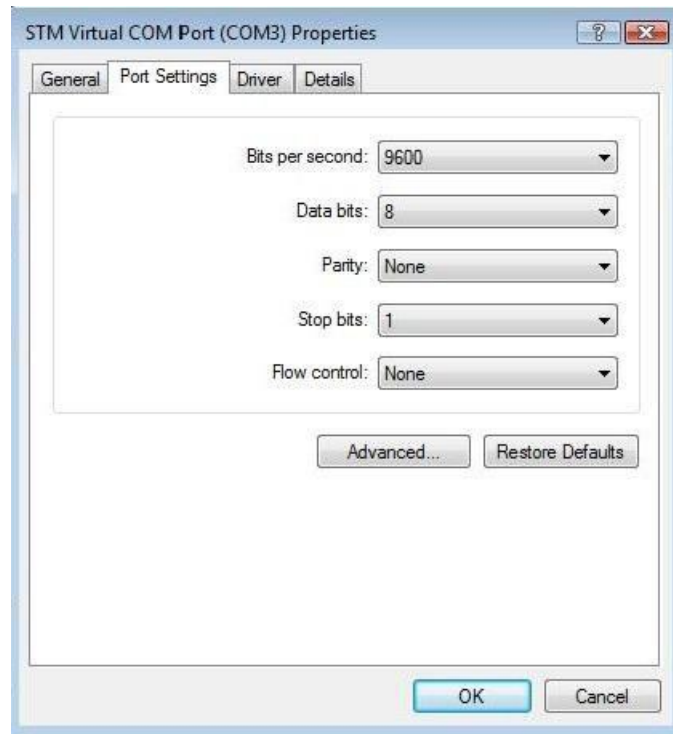 STM Virtual COM Port (COM3) Properties
General Port Settings Driver Details
Bits per second: 9600
Data bits: 8
Parity: None
Stop bits: 1
Flow control: None
Advanced... Restore Defaults
OK Cancel